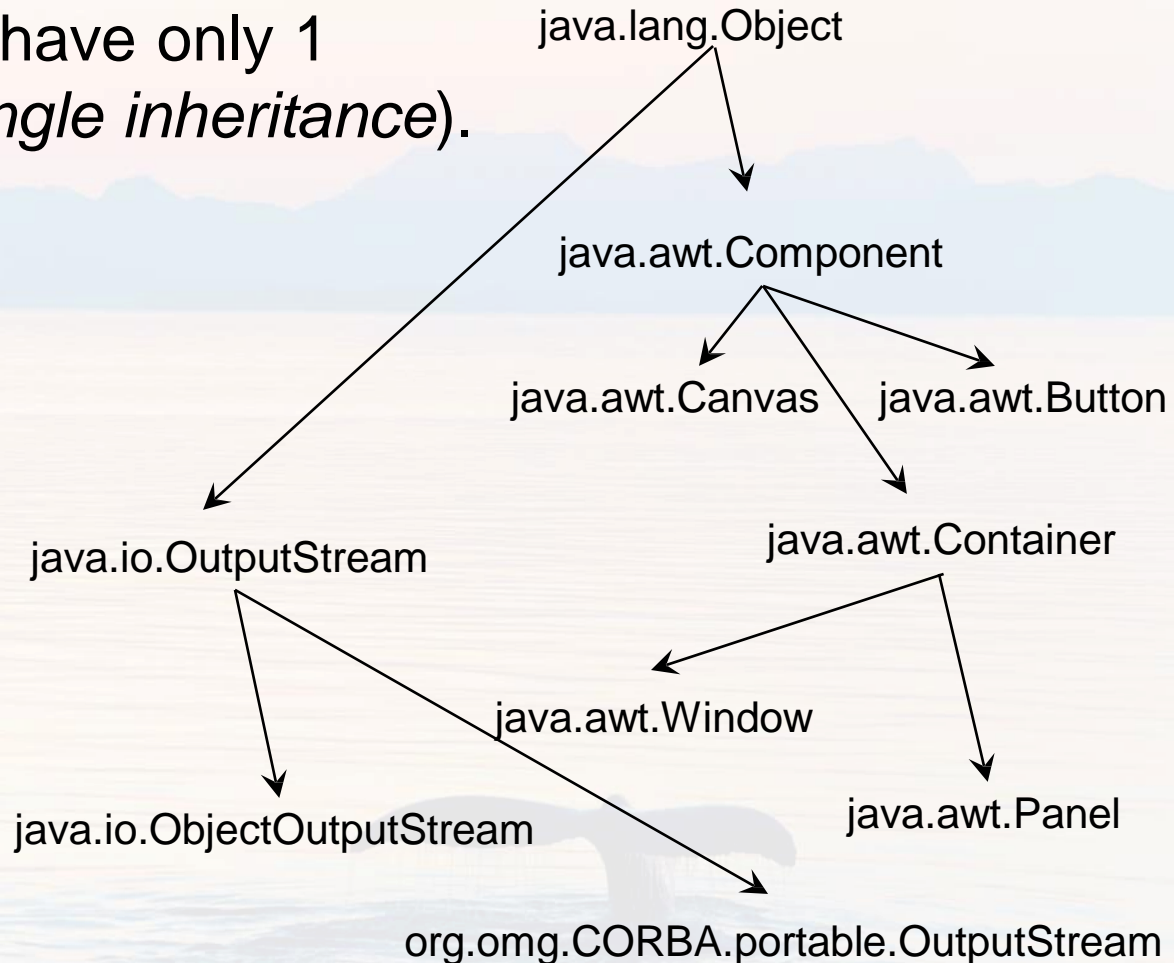 have only 1
ngle inheritance).
java.lang.Object
java.awt.Component
java.awt.Canvas
java.awt.Button
java.io.OutputStream
java.awt.Container
java.awt.Window
java.io.ObjectOutputStream
java.awt.Panel
org.omg.CORBA.portable.OutputStream